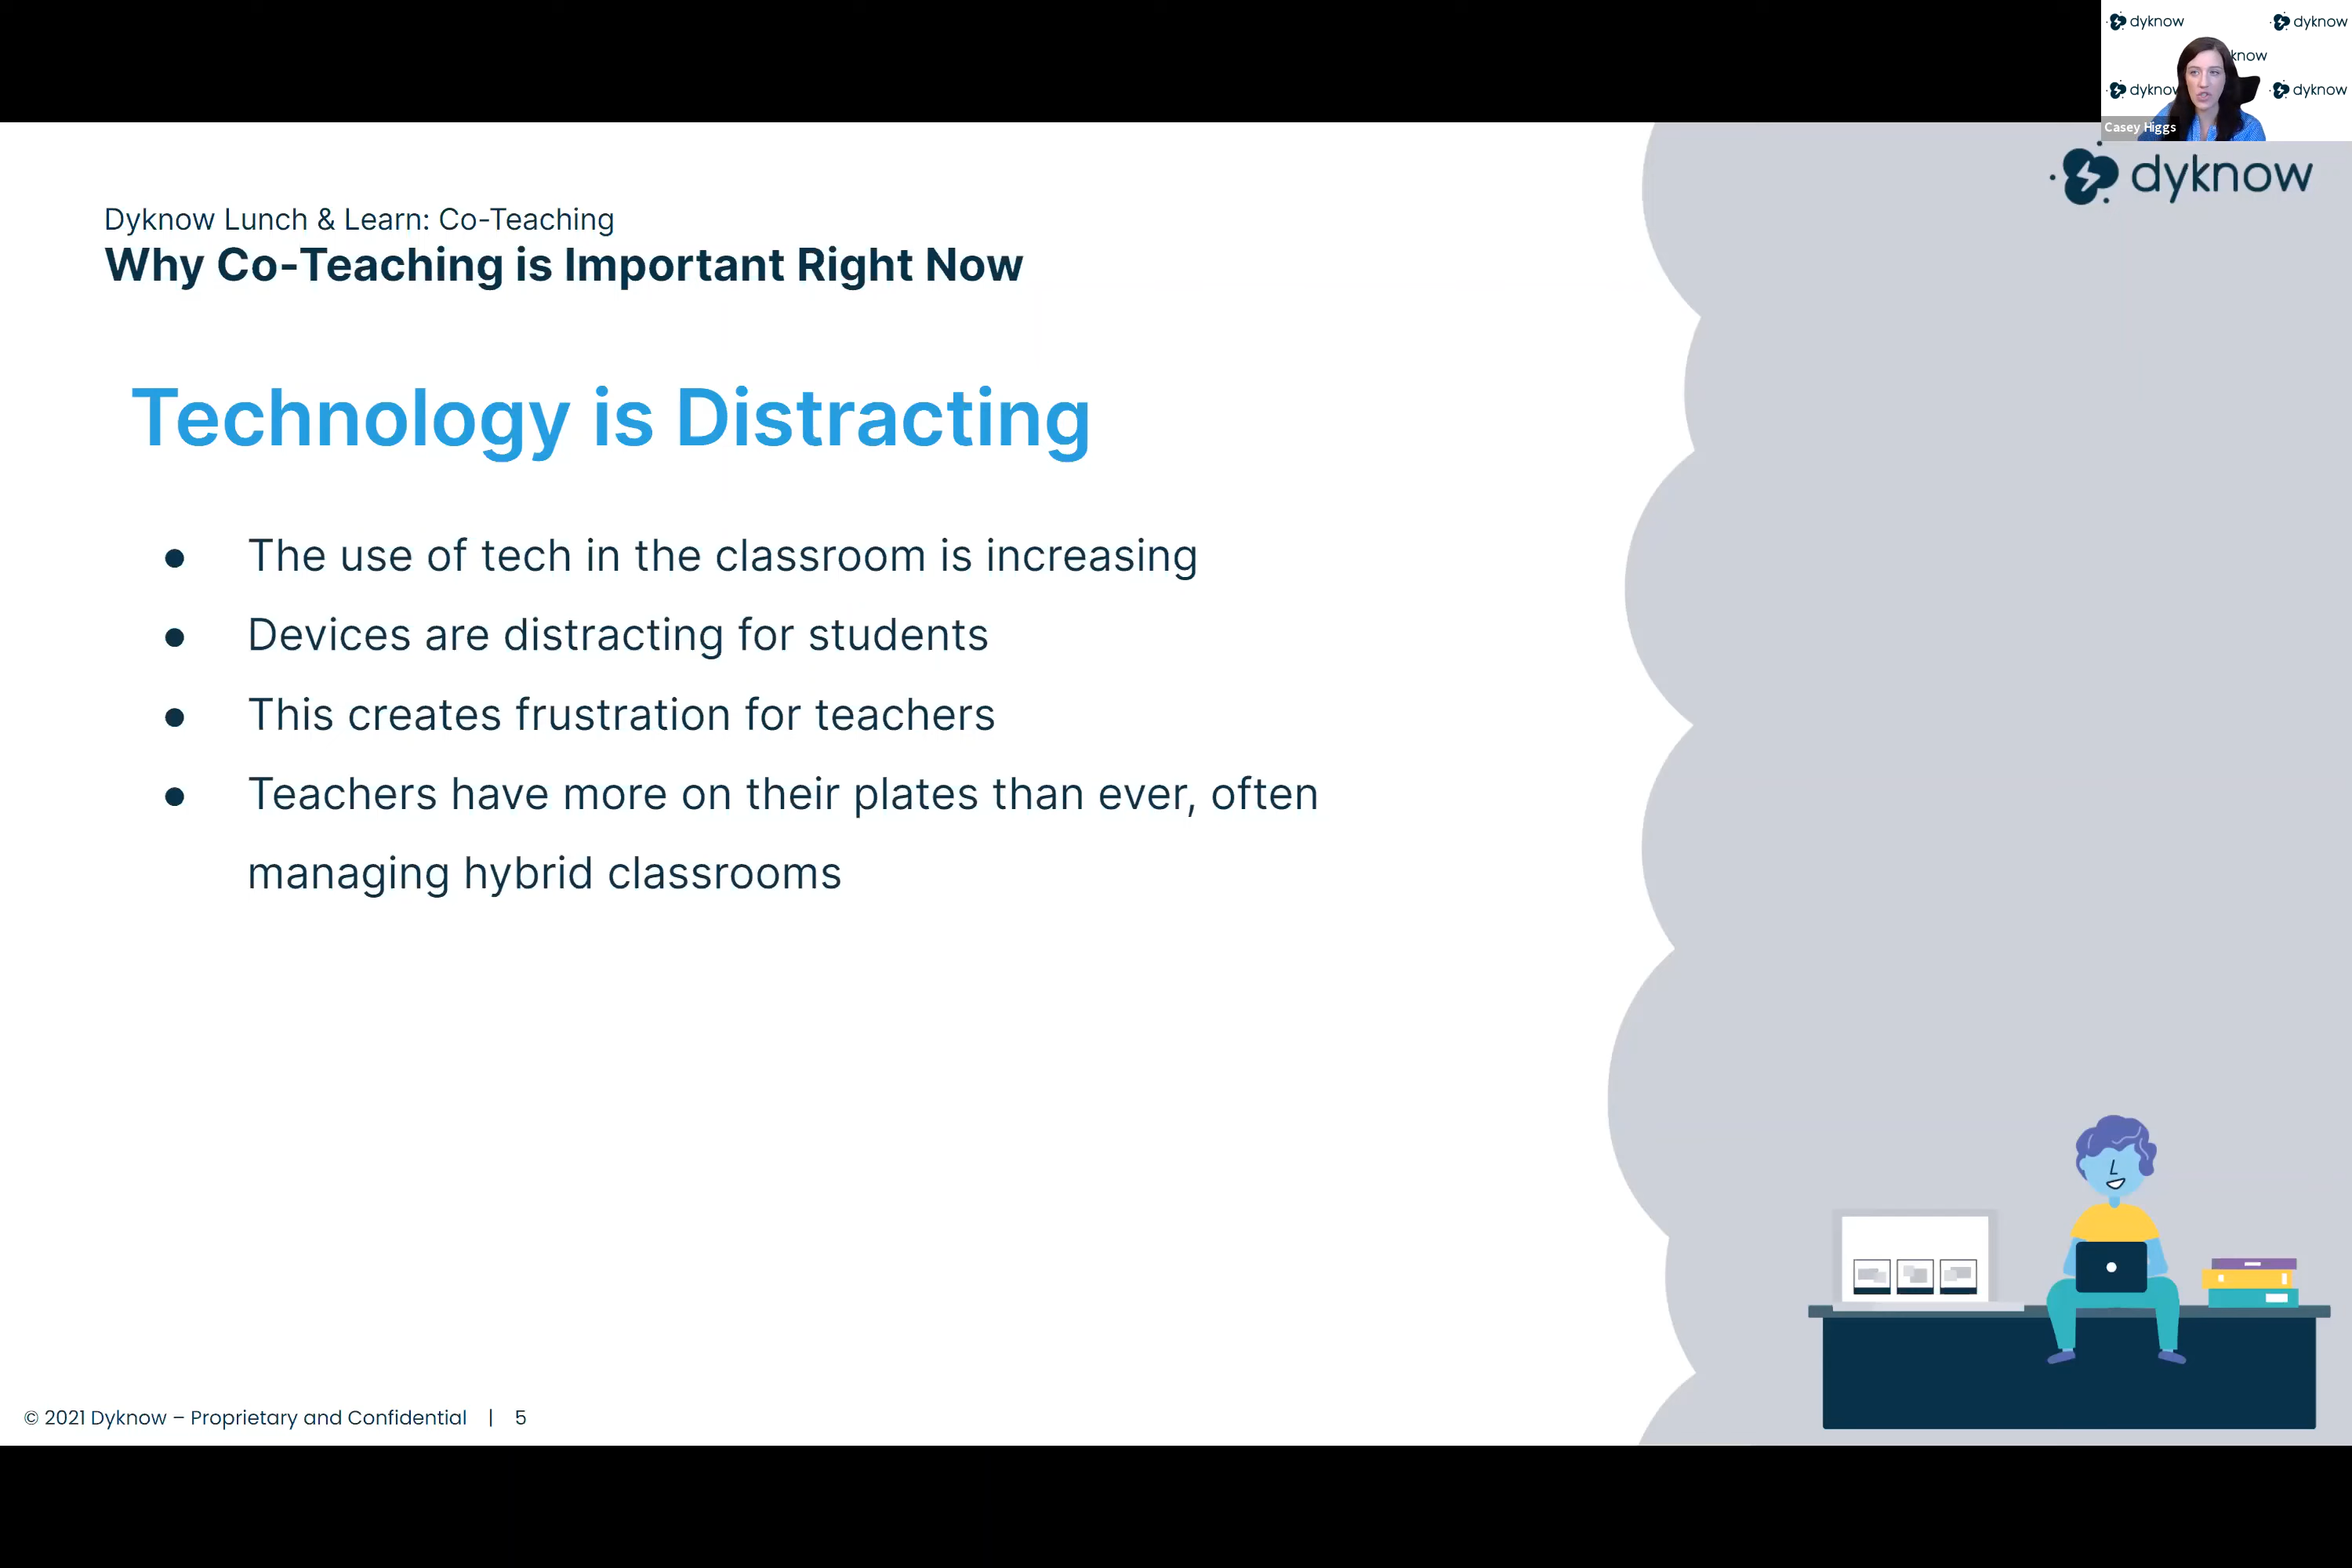 dyknow dyknow
know
dyknow dyknow
Casey Higgs
dyknow
Dyknow Lunch & Learn: Co-Teaching
Why Co-Teaching is Important Right Now
Technology is Distracting
● The use of tech in the classroom is increasing
● Devices are distracting for students
● This creates frustration for teachers
● Teachers have more on their plates than ever, often
managing hybrid classrooms
© 2021 Dyknow – Proprietary and Confidential | 5